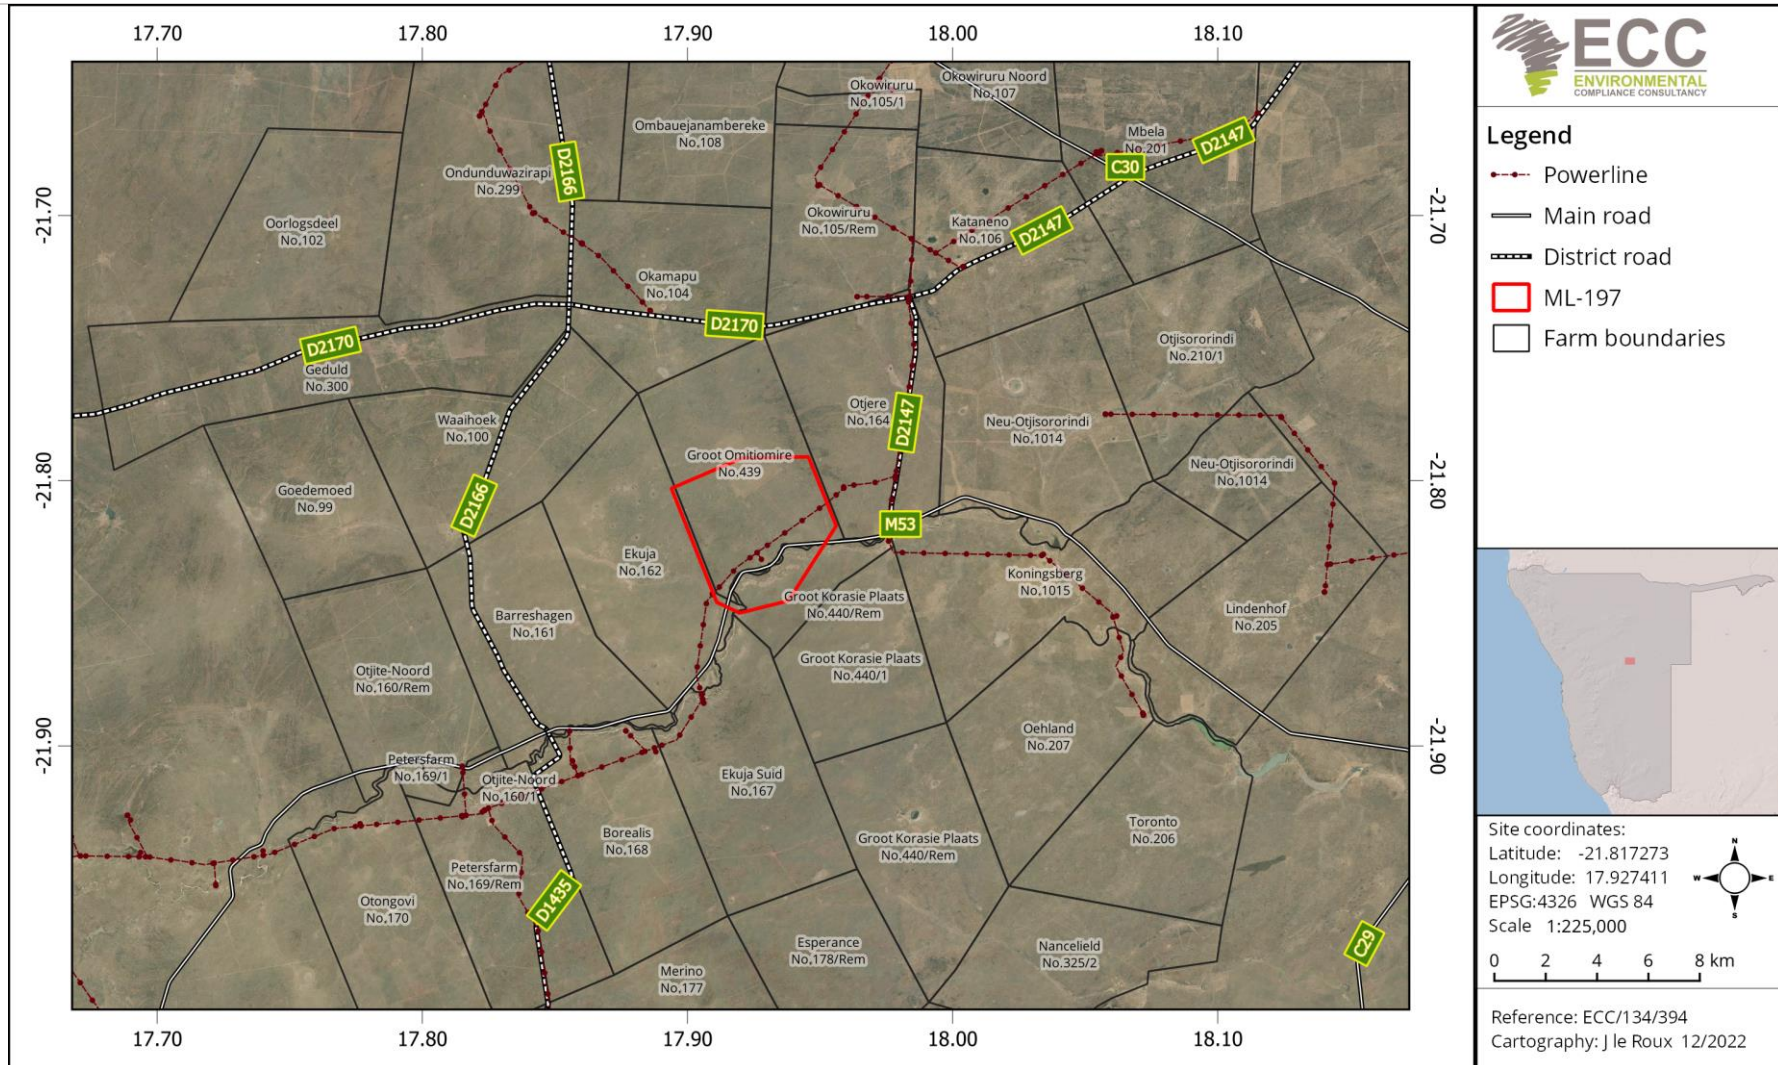 17.70
17.80
17.90
18.00
18.10
-21.70
-21.80
-21.90
-21.70
-21.80
-21.90
Okowiruru
No.105/1
Okowiruru Noord
No.107
Ombauejanambereke
No.108
Mbela
No.201
D2147
C30
D2166
Ondunduwazirapi
No.299
Oorlogsdeel
No.102
Okowiruru
No.105/Rem
Kataneno
No.106
D2147
Okamapu
No.104
D2170
D2170
Geduld
No.300
Otjisororindi
No.210/1
Waaihoek
No.100
Otjere
No.164
D2147
Neu-Otjisororindi
No.1014
Groot Omitiomire
No.439
Neu-Otjisororindi
No.1014
Goedemoed
No.99
D2166
M53
Ekuja
No.162
Koningsberg
No.1015
Groot Korasie Plaats
No.440/Rem
Barreshagen
No.161
Lindenhof
No.205
Otjite-Noord
No.160/Rem
Groot Korasie Plaats
No.440/1
Oehland
No.207
Petersfarm
No.169/1
Otjite-Noord
No.160/1
Ekuja Suid
No.167
Borealis
No.168
Groot Korasie Plaats
No.440/Rem
Toronto
No.206
Petersfarm
No.169/Rem
Otongovi
No.170
D1435
Esperance
No.178/Rem
Nancelield
No.325/2
C29
Merino
No.177
17.70
17.80
17.90
18.00
18.10
ECC
ENVIRONMENTAL
COMPLIANCE CONSULTANCY
Legend
Powerline
Main road
District road
ML-197
Farm boundaries
Site coordinates:
Latitude: -21.817273
Longitude: 17.927411
EPSG:4326 WGS 84
Scale 1:225,000
N
W
E
S
0 2 4 6 8 km
Reference: ECC/134/394
Cartography: J le Roux 12/2022